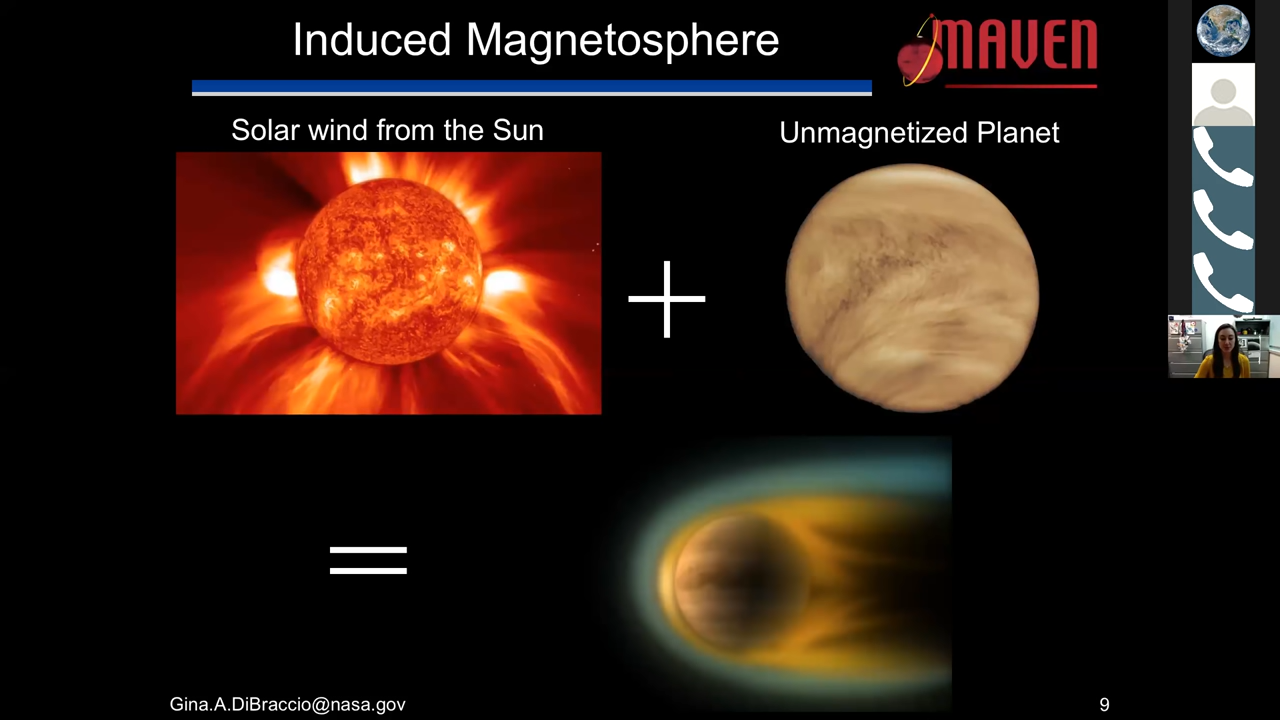 Induced Magnetosphere
MAVEN
Solar wind from the Sun
Unmagnetized Planet
Gina.A.DiBraccio@nasa.gov
9